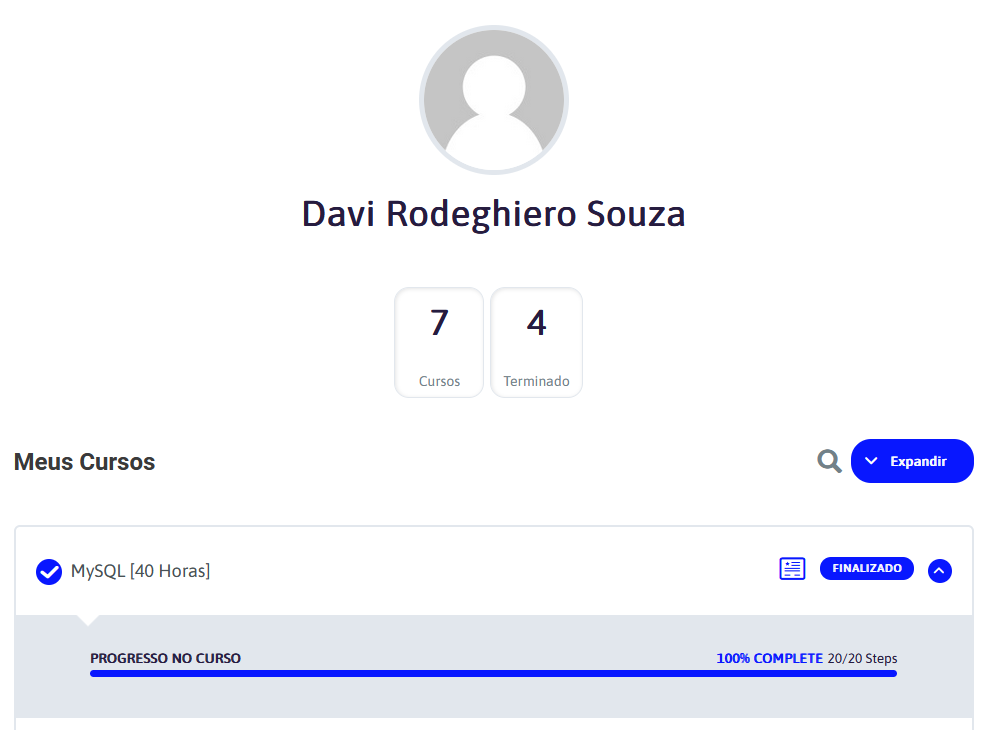 Davi Rodeghiero Souza
7 4
Cursos Terminado
Meus Cursos Expandir
MySQL [40 Horas] FINALIZADO
PROGRESSO NO CURSO 100% COMPLETE 20/20 Steps